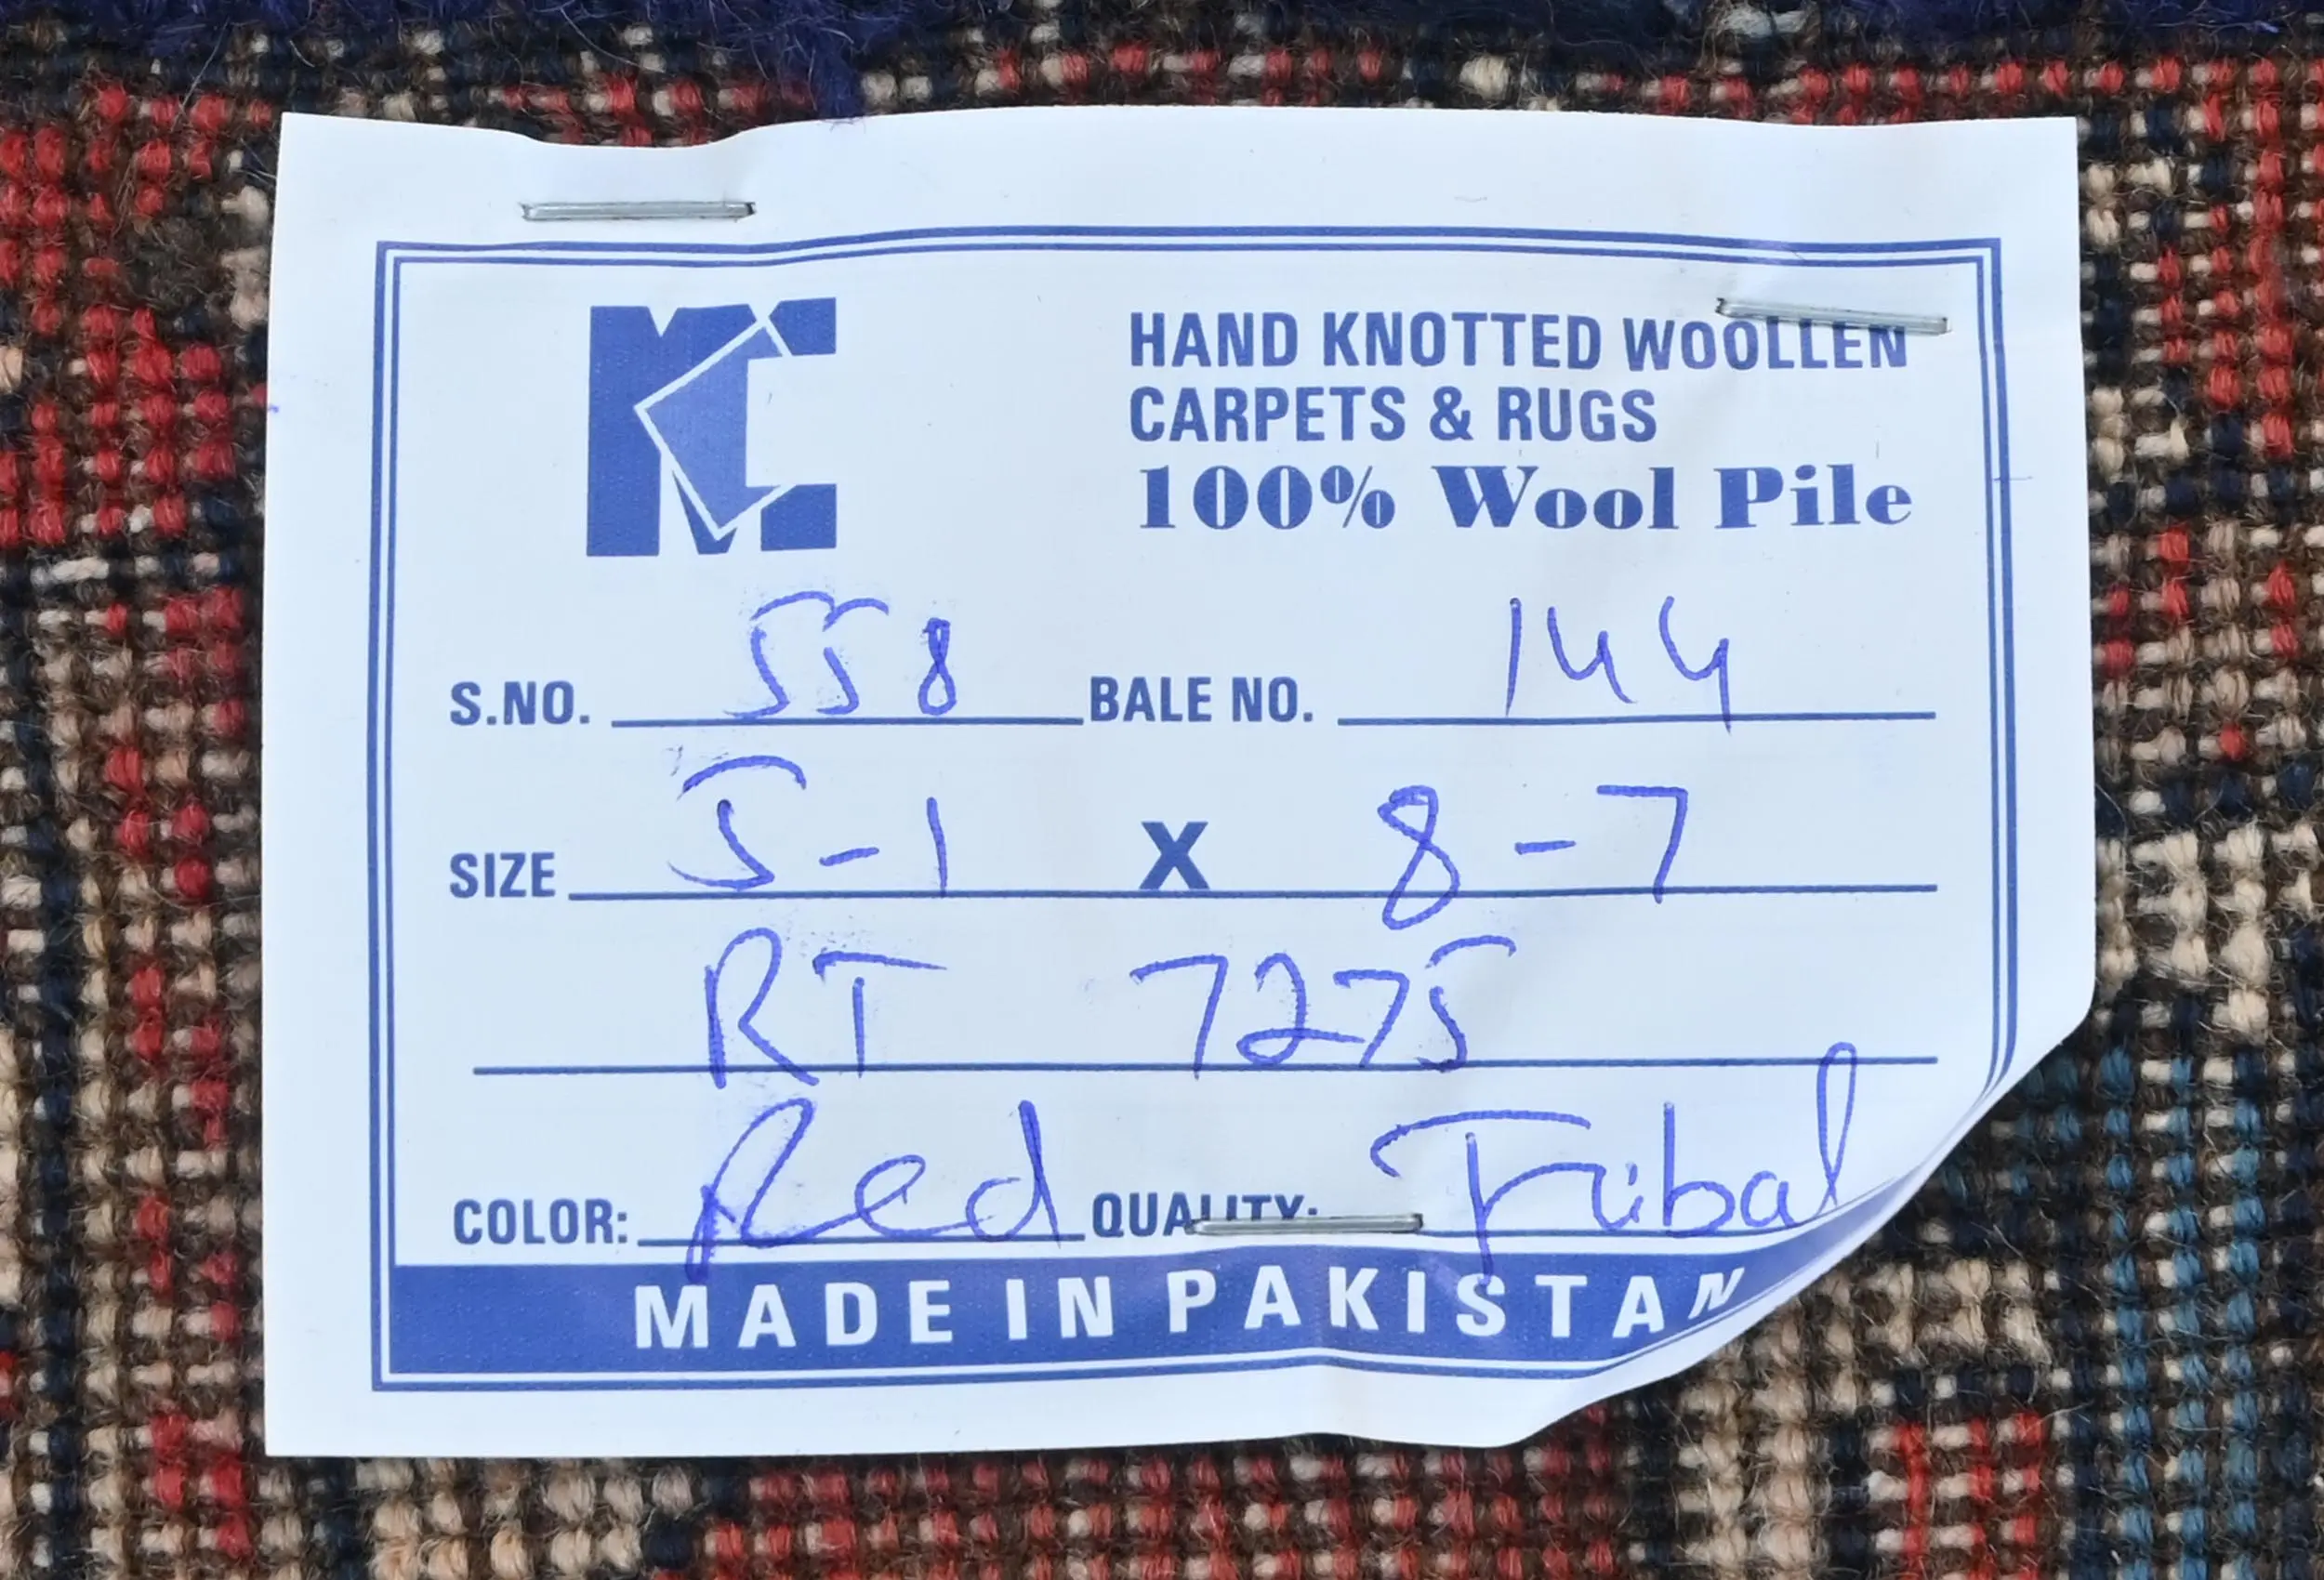 MC
HAND KNOTTED WOOLLEN
CARPETS & RUGS
100% Wool Pile
S.NO. 558 BALE NO. 144
SIZE 5-1 X 8-7
RT 7275
COLOR: Red QUALITY: Tribal
MADE IN PAKISTAN